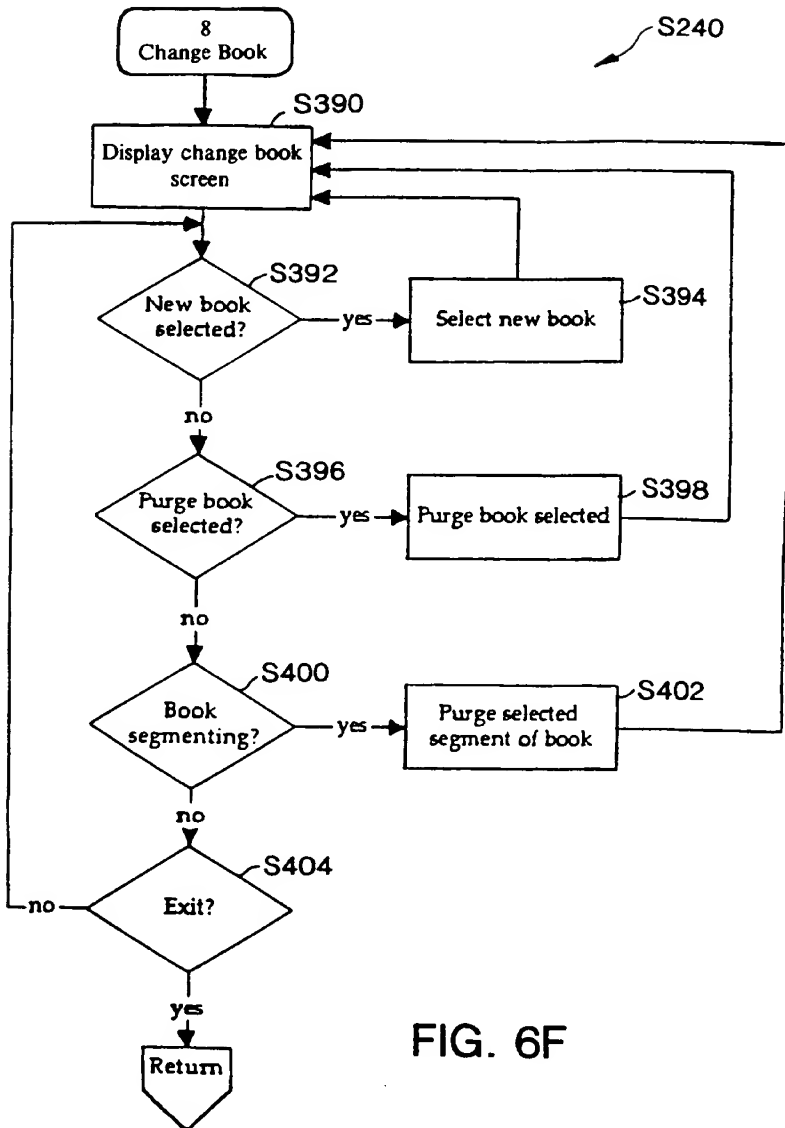 8
Change Book
S240
S390
Display change book
screen
S392
New book
selected?
yes
Select new book
S394
no
S396
Purge book
selected?
yes
Purge book selected
S398
no
S400
Book
segmenting?
yes
Purge selected
segment of book
S402
no
S404
Exit?
no
yes
Return
FIG. 6F